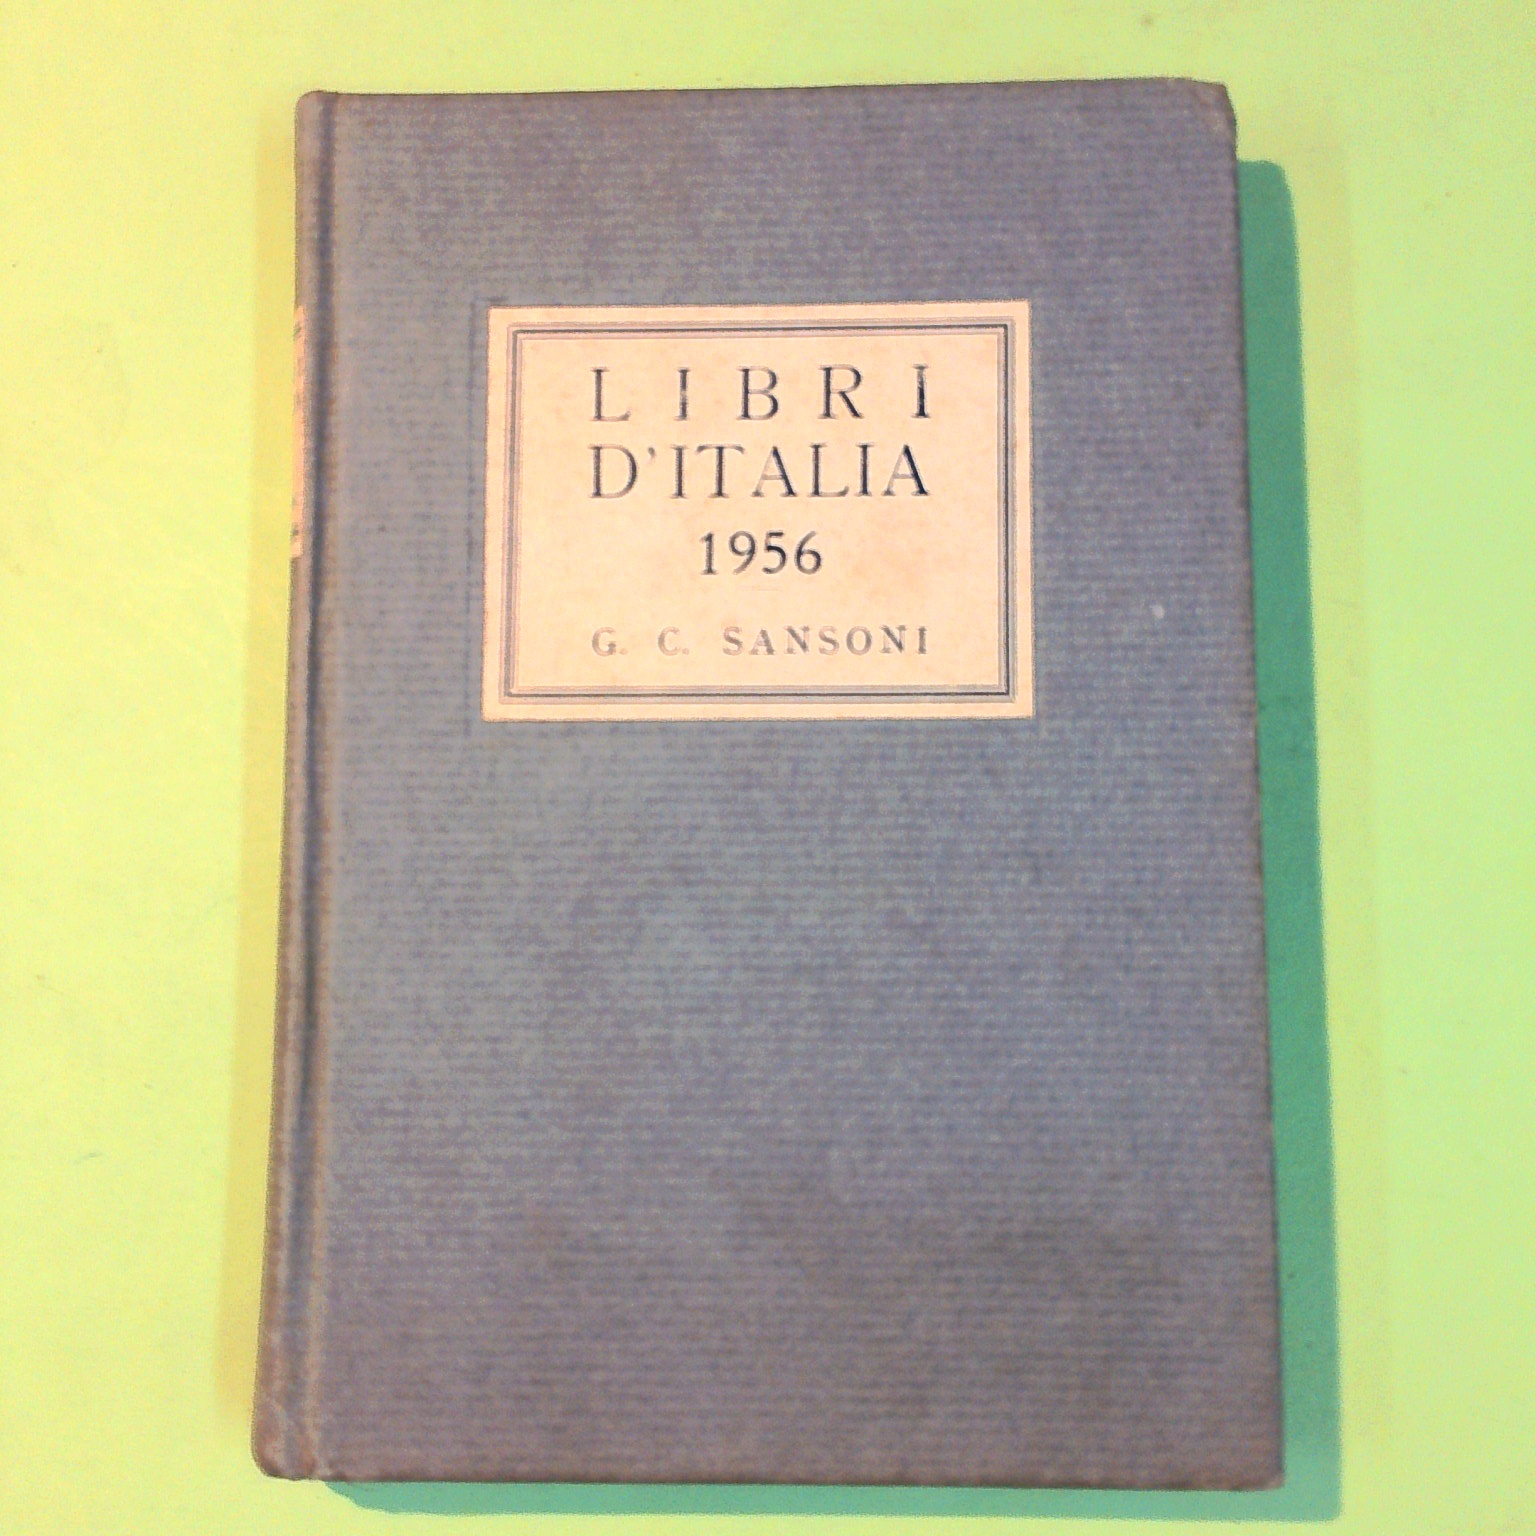 LIBRI
D'ITALIA
1956
G. C. SANSONI